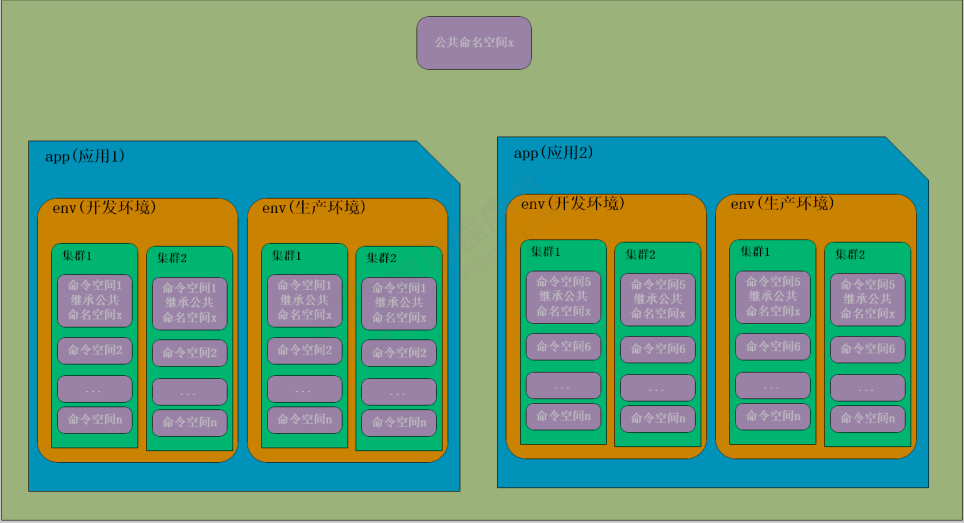 公共命名空间x
app(应用1)
env(开发环境)
集群1
命令空间1
继承公共
命名空间x
命令空间2
...
命令空间n
集群2
命令空间1
继承公共
命名空间x
命令空间2
...
命令空间n
env(生产环境)
集群1
命令空间1
继承公共
命名空间x
命令空间2
...
命令空间n
集群2
命令空间1
继承公共
命名空间x
命令空间2
...
命令空间n
app(应用2)
env(开发环境)
集群1
命令空间5
继承公共
命名空间x
命令空间6
...
命令空间n
集群2
命令空间5
继承公共
命名空间x
命令空间6
...
命令空间n
env(生产环境)
集群1
命令空间5
继承公共
命名空间x
命令空间6
...
命令空间n
集群2
命令空间5
继承公共
命名空间x
命令空间6
...
命令空间n